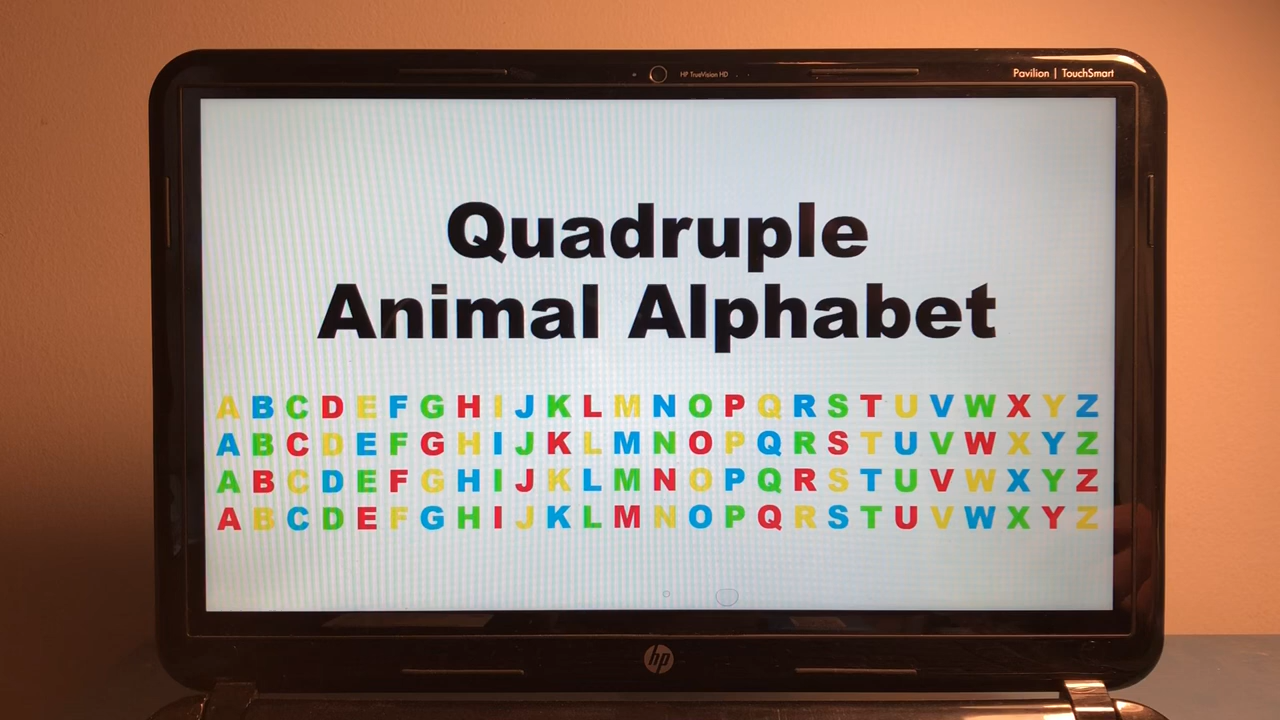 HP TrueVision HD
Pavilion | TouchSmart
Quadruple
Animal Alphabet
A B C D E F G H I J K L M N O P Q R S T U V W X Y Z
A B C D E F G H I J K L M N O P Q R S T U V W X Y Z
A B C D E F G H I J K L M N O P Q R S T U V W X Y Z
A B C D E F G H I J K L M N O P Q R S T U V W X Y Z
hp